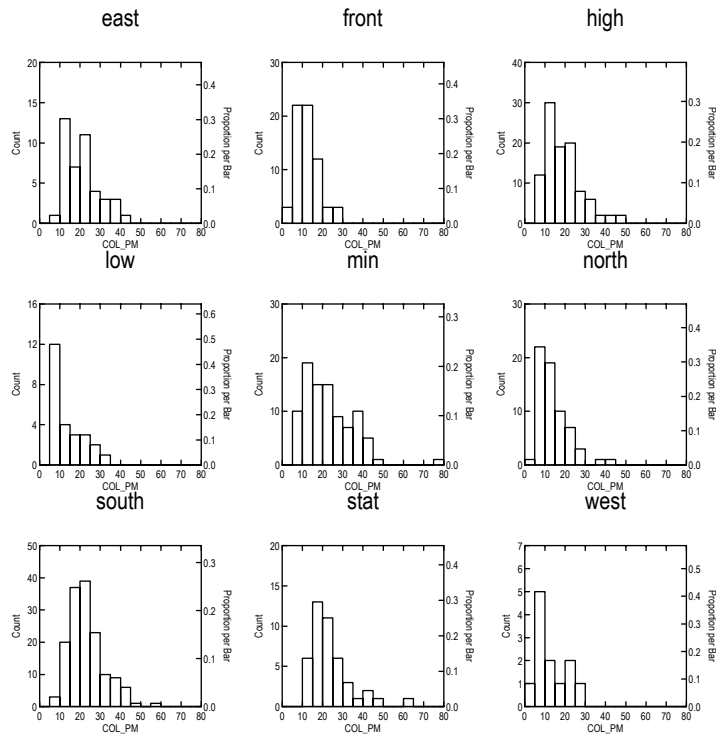 east front high
20 30 40
0.4 0.4
15 30 0.3
0.3 20 0.3
10 20 0.2
0.2 0.2
10
5 10 0.1
0.1 0.1
0 0.0 0 0.0 0 0.0
0 10 20 30 40 50 60 70 80 0 10 20 30 40 50 60 70 80 0 10 20 30 40 50 60 70 80
Count Proportion per Bar Count Proportion per Bar Count Proportion per Bar
COL_PM COL_PM COL_PM
low min north
16 30 30
0.6 0.3
12 0.5 0.4
20 20
0.4 0.2 0.3
8
0.3
0.2
10 0.1 10
4 0.2
0.1 0.1
0 0.0 0 0.0 0 0.0
0 10 20 30 40 50 60 70 80 0 10 20 30 40 50 60 70 80 0 10 20 30 40 50 60 70 80
Count Proportion per Bar Count Proportion per Bar Count Proportion per Bar
COL_PM COL_PM COL_PM
south stat west
50 20 7
0.3 0.4 6 0.5
40 15
5 0.4
30 0.2 0.3 4
10 0.3
20 0.2 3
0.1 0.2
5 2
10 0.1 1 0.1
0 0.0 0 0.0 0 0.0
0 10 20 30 40 50 60 70 80 0 10 20 30 40 50 60 70 80 0 10 20 30 40 50 60 70 80
Count Proportion per Bar Count Proportion per Bar Count Proportion per Bar
COL_PM COL_PM COL_PM